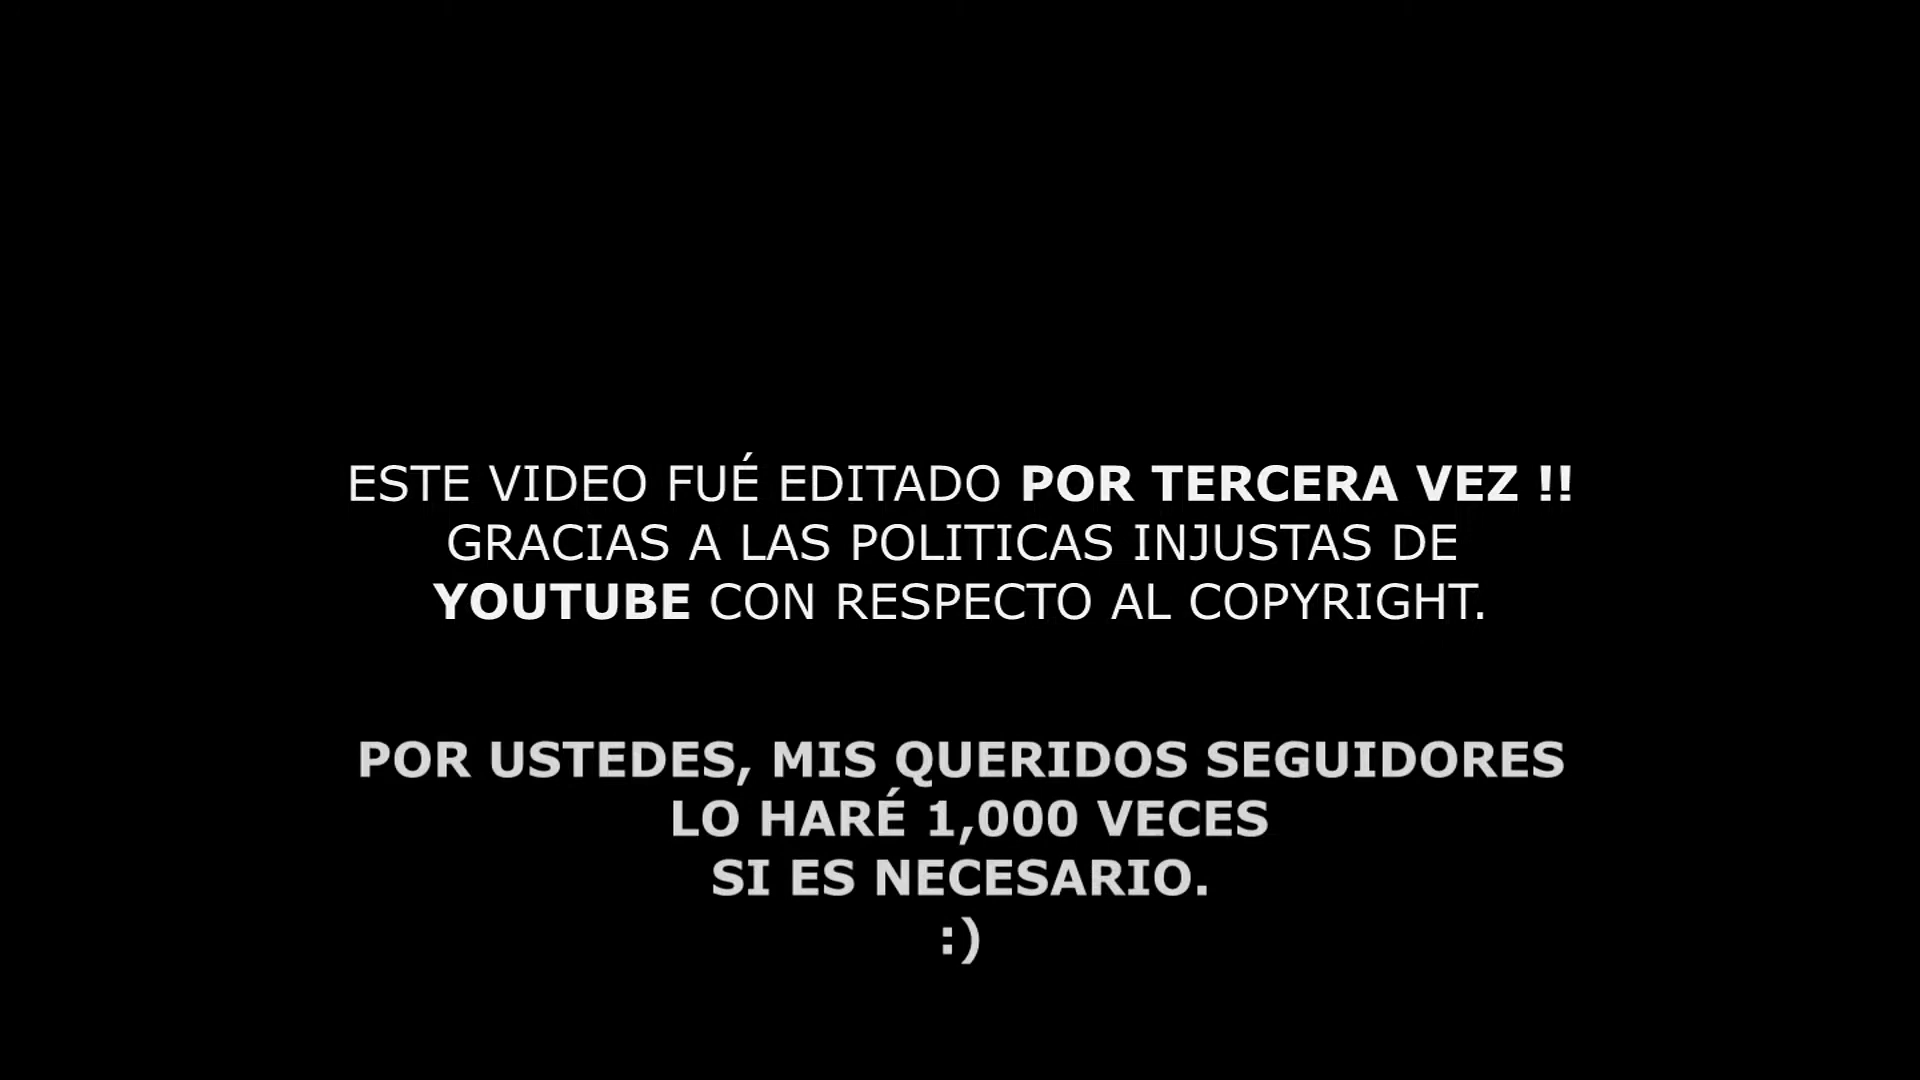 ESTE VIDEO FUÉ EDITADO POR TERCERA VEZ !!
GRACIAS A LAS POLITICAS INJUSTAS DE
YOUTUBE CON RESPECTO AL COPYRIGHT.
POR USTEDES, MIS QUERIDOS SEGUIDORES
LO HARÉ 1,000 VECES
SI ES NECESARIO.
:)